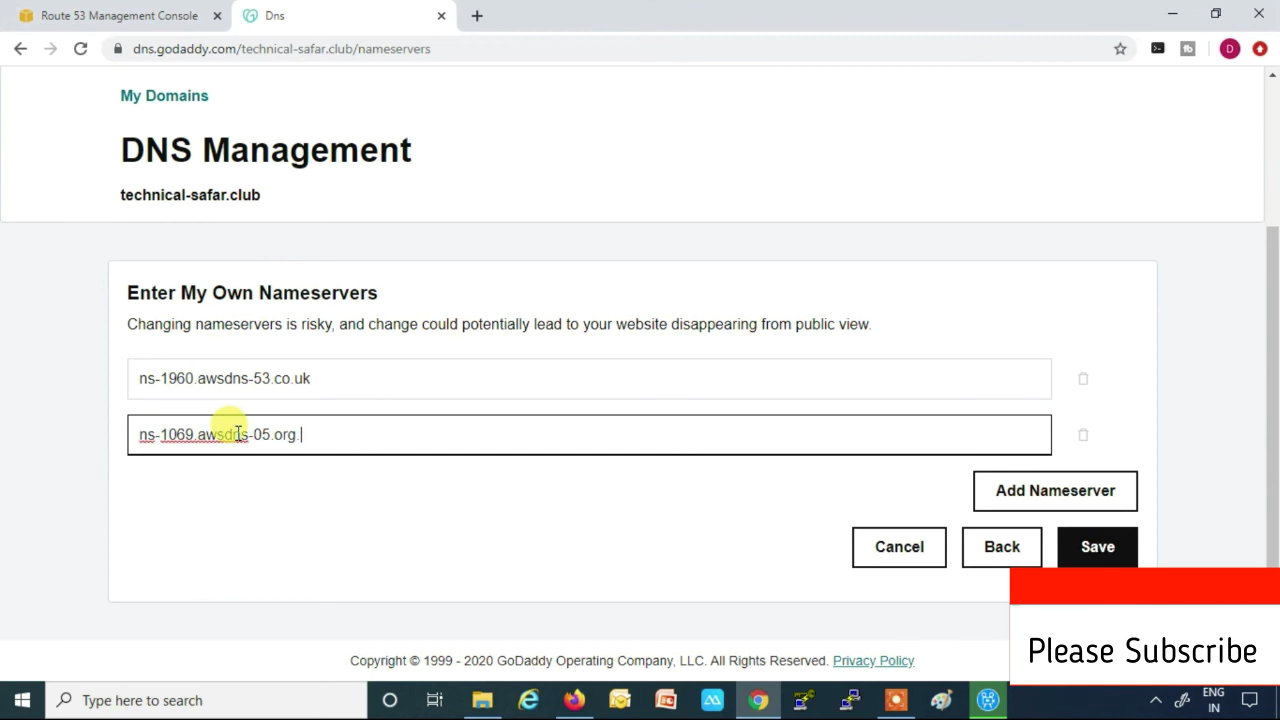 Route 53 Management Console
Dns
dns.godaddy.com/technical-safar.club/nameservers
D
My Domains
DNS Management
technical-safar.club
Enter My Own Nameservers
Changing nameservers is risky, and change could potentially lead to your website disappearing from public view.
ns-1960.awsdns-53.co.uk
ns-1069.awsdns-05.org.
Add Nameserver
Cancel
Back
Save
Please Subscribe
Copyright © 1999 - 2020 GoDaddy Operating Company, LLC. All Rights Reserved. Privacy Policy
Type here to search
ENG
IN